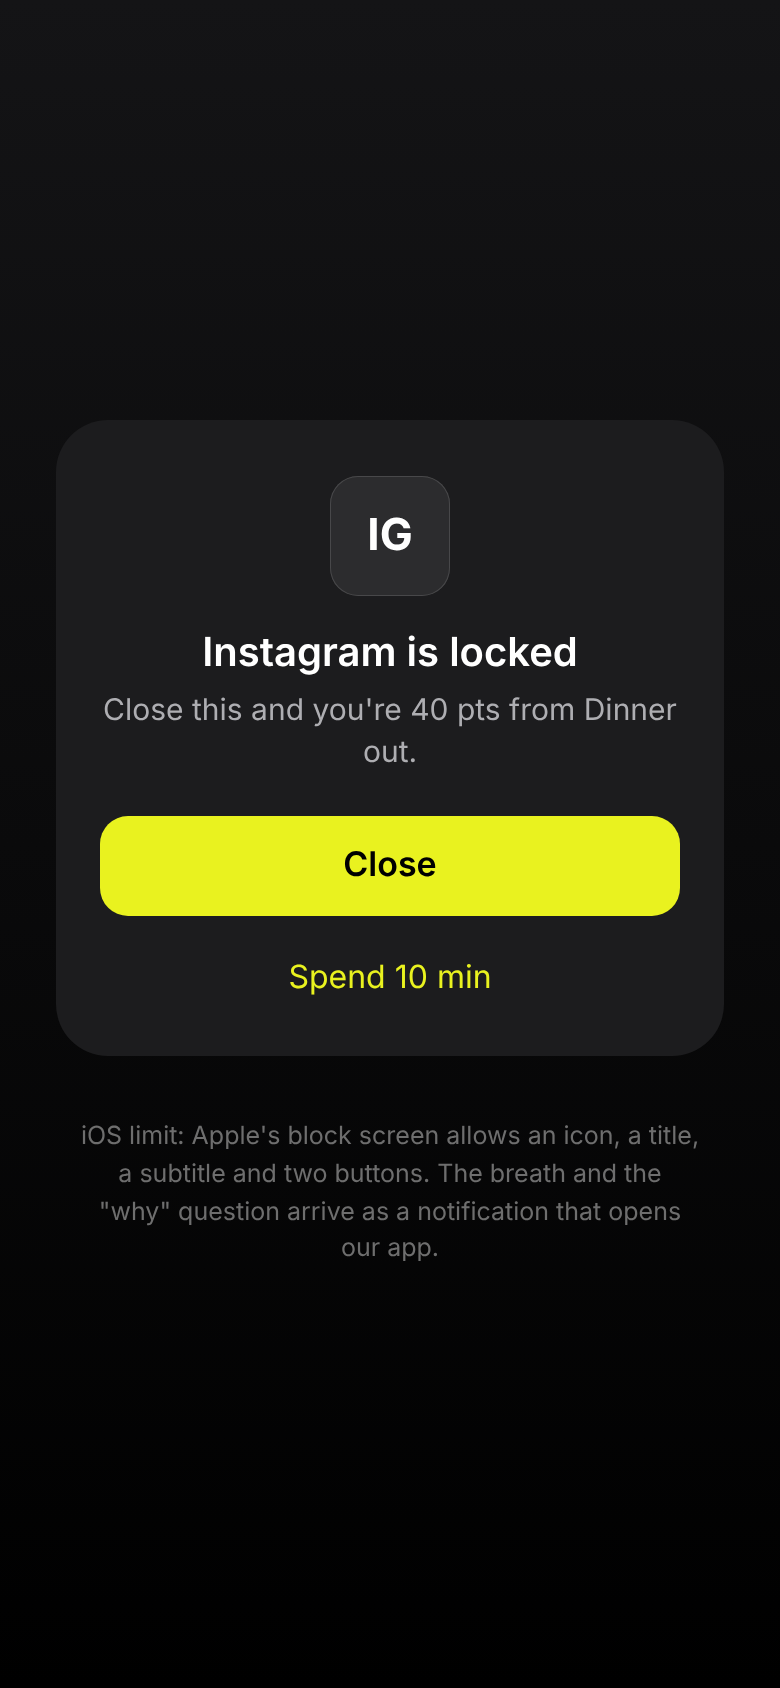 IG
Instagram is locked
Close this and you're 40 pts from Dinner
out.
Close
Spend 10 min
iOS limit: Apple's block screen allows an icon, a title,
a subtitle and two buttons. The breath and the
"why" question arrive as a notification that opens
our app.